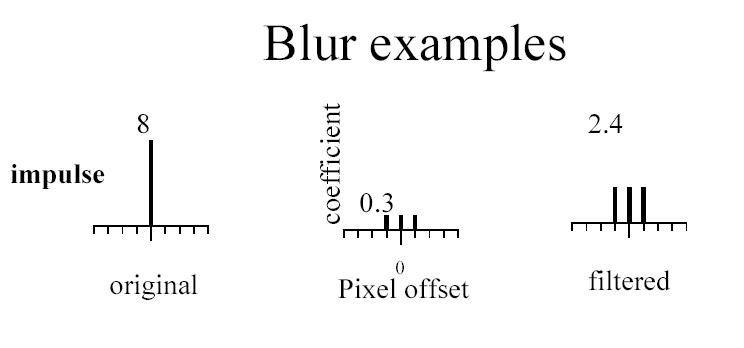 Blur examples
8
impulse
original
coefficient
0.3
0
Pixel offset
2.4
filtered